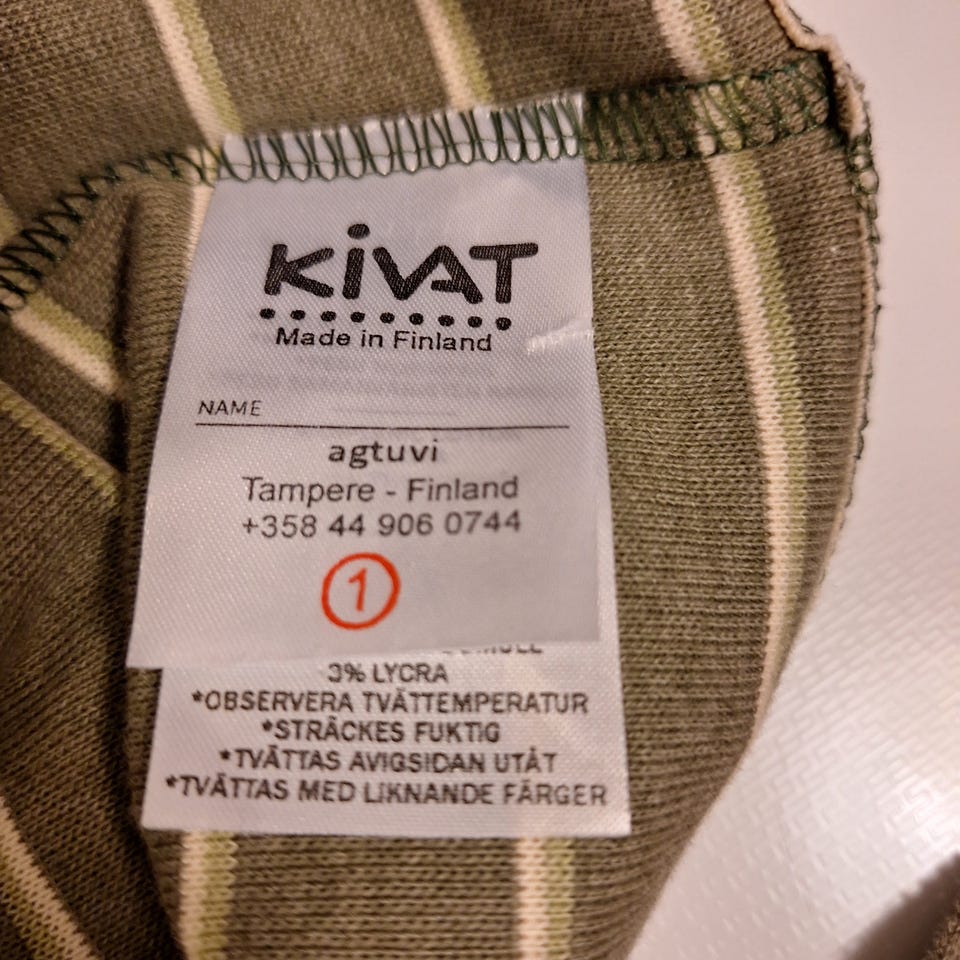 KiVAT
Made in Finland
NAME
agtuvi
Tampere - Finland
+358 44 906 0744
1
3% LYCRA
*OBSERVERA TVÄTTEMPERATUR
*STRÄCKES FUKTIG
*TVÄTTAS AVIGSIDAN UTÅT
*TVÄTTAS MED LIKNANDE FÄRGER